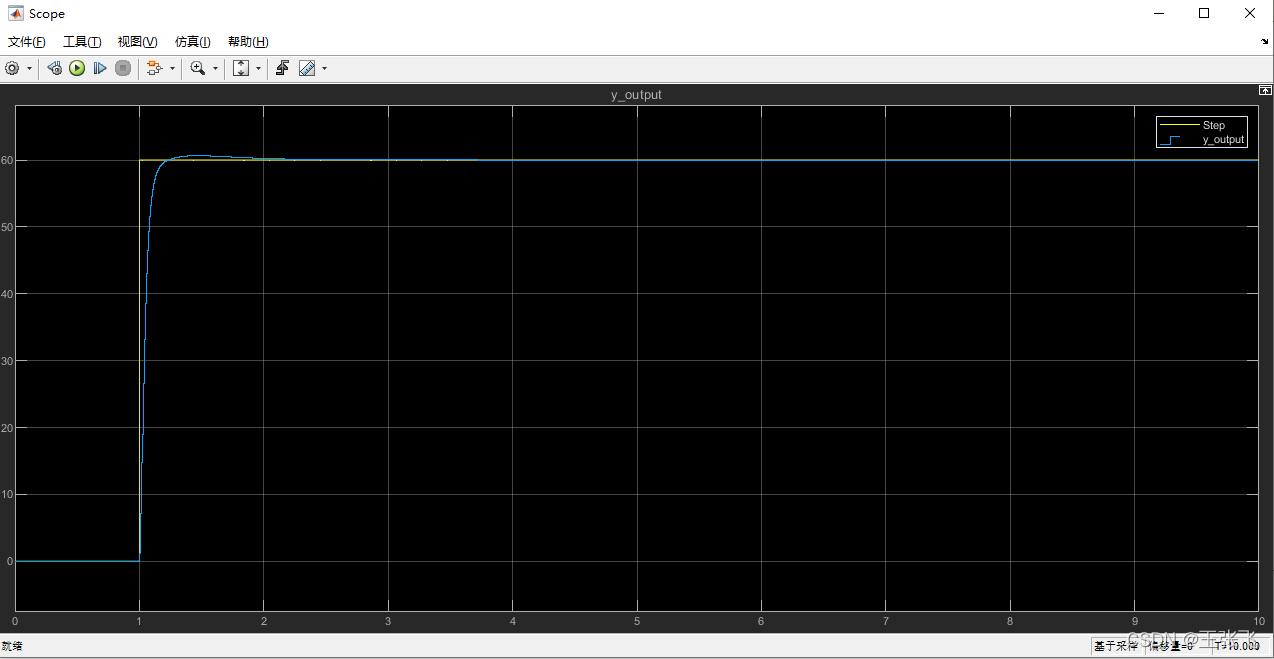 Scope
文件(F) 工具(T) 视图(V) 仿真(I) 帮助(H)
y_output
Step
y_output
60
50
40
30
20
10
0
0 1 2 3 4 5 6 7 8 9 10
就绪
基于采样 偏移量=0 T=10.000
CSDN @王张飞